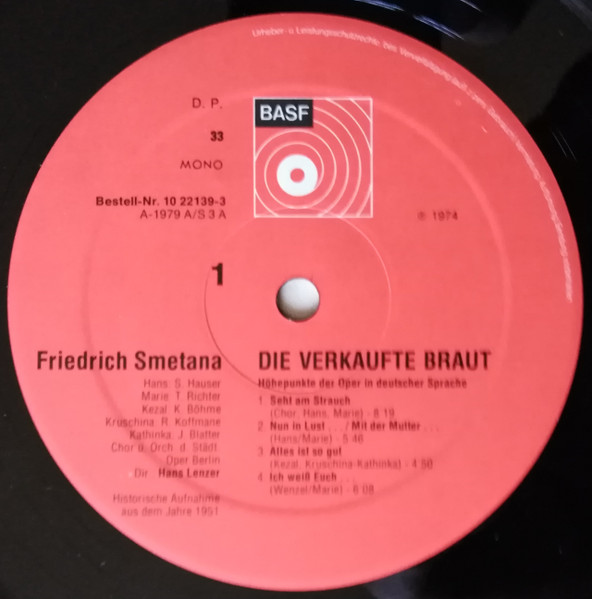 Urheber- u. Leistungsschutzrechte
D. P.
33
MONO
BASF
Bestell-Nr. 10 22139-3
A-1979 A/S 3 A
℗ 1974
1
Friedrich Smetana
Hans: S. Hauser
Marie: T. Richter
Kezal: K. Böhme
Kruschina: R. Koffmane
Kathinka: J. Blatter
Chor u. Orch. d. Städt.
Oper Berlin
Dir.: Hans Lenzer
Historische Aufnahme
aus dem Jahre 1951
DIE VERKAUFTE BRAUT
Höhepunkte der Oper in deutscher Sprache
1 Seht am Strauch
(Chor, Hans, Marie) - 8:19
2 Nun in Lust . . . / Mit der Mutter . . .
(Hans/Marie) - 5:46
3 Alles ist so gut
(Kezal, Kruschina-Kathinka) - 4:50
4 Ich weiß Euch . . .
(Wenzel/Marie) - 6:08